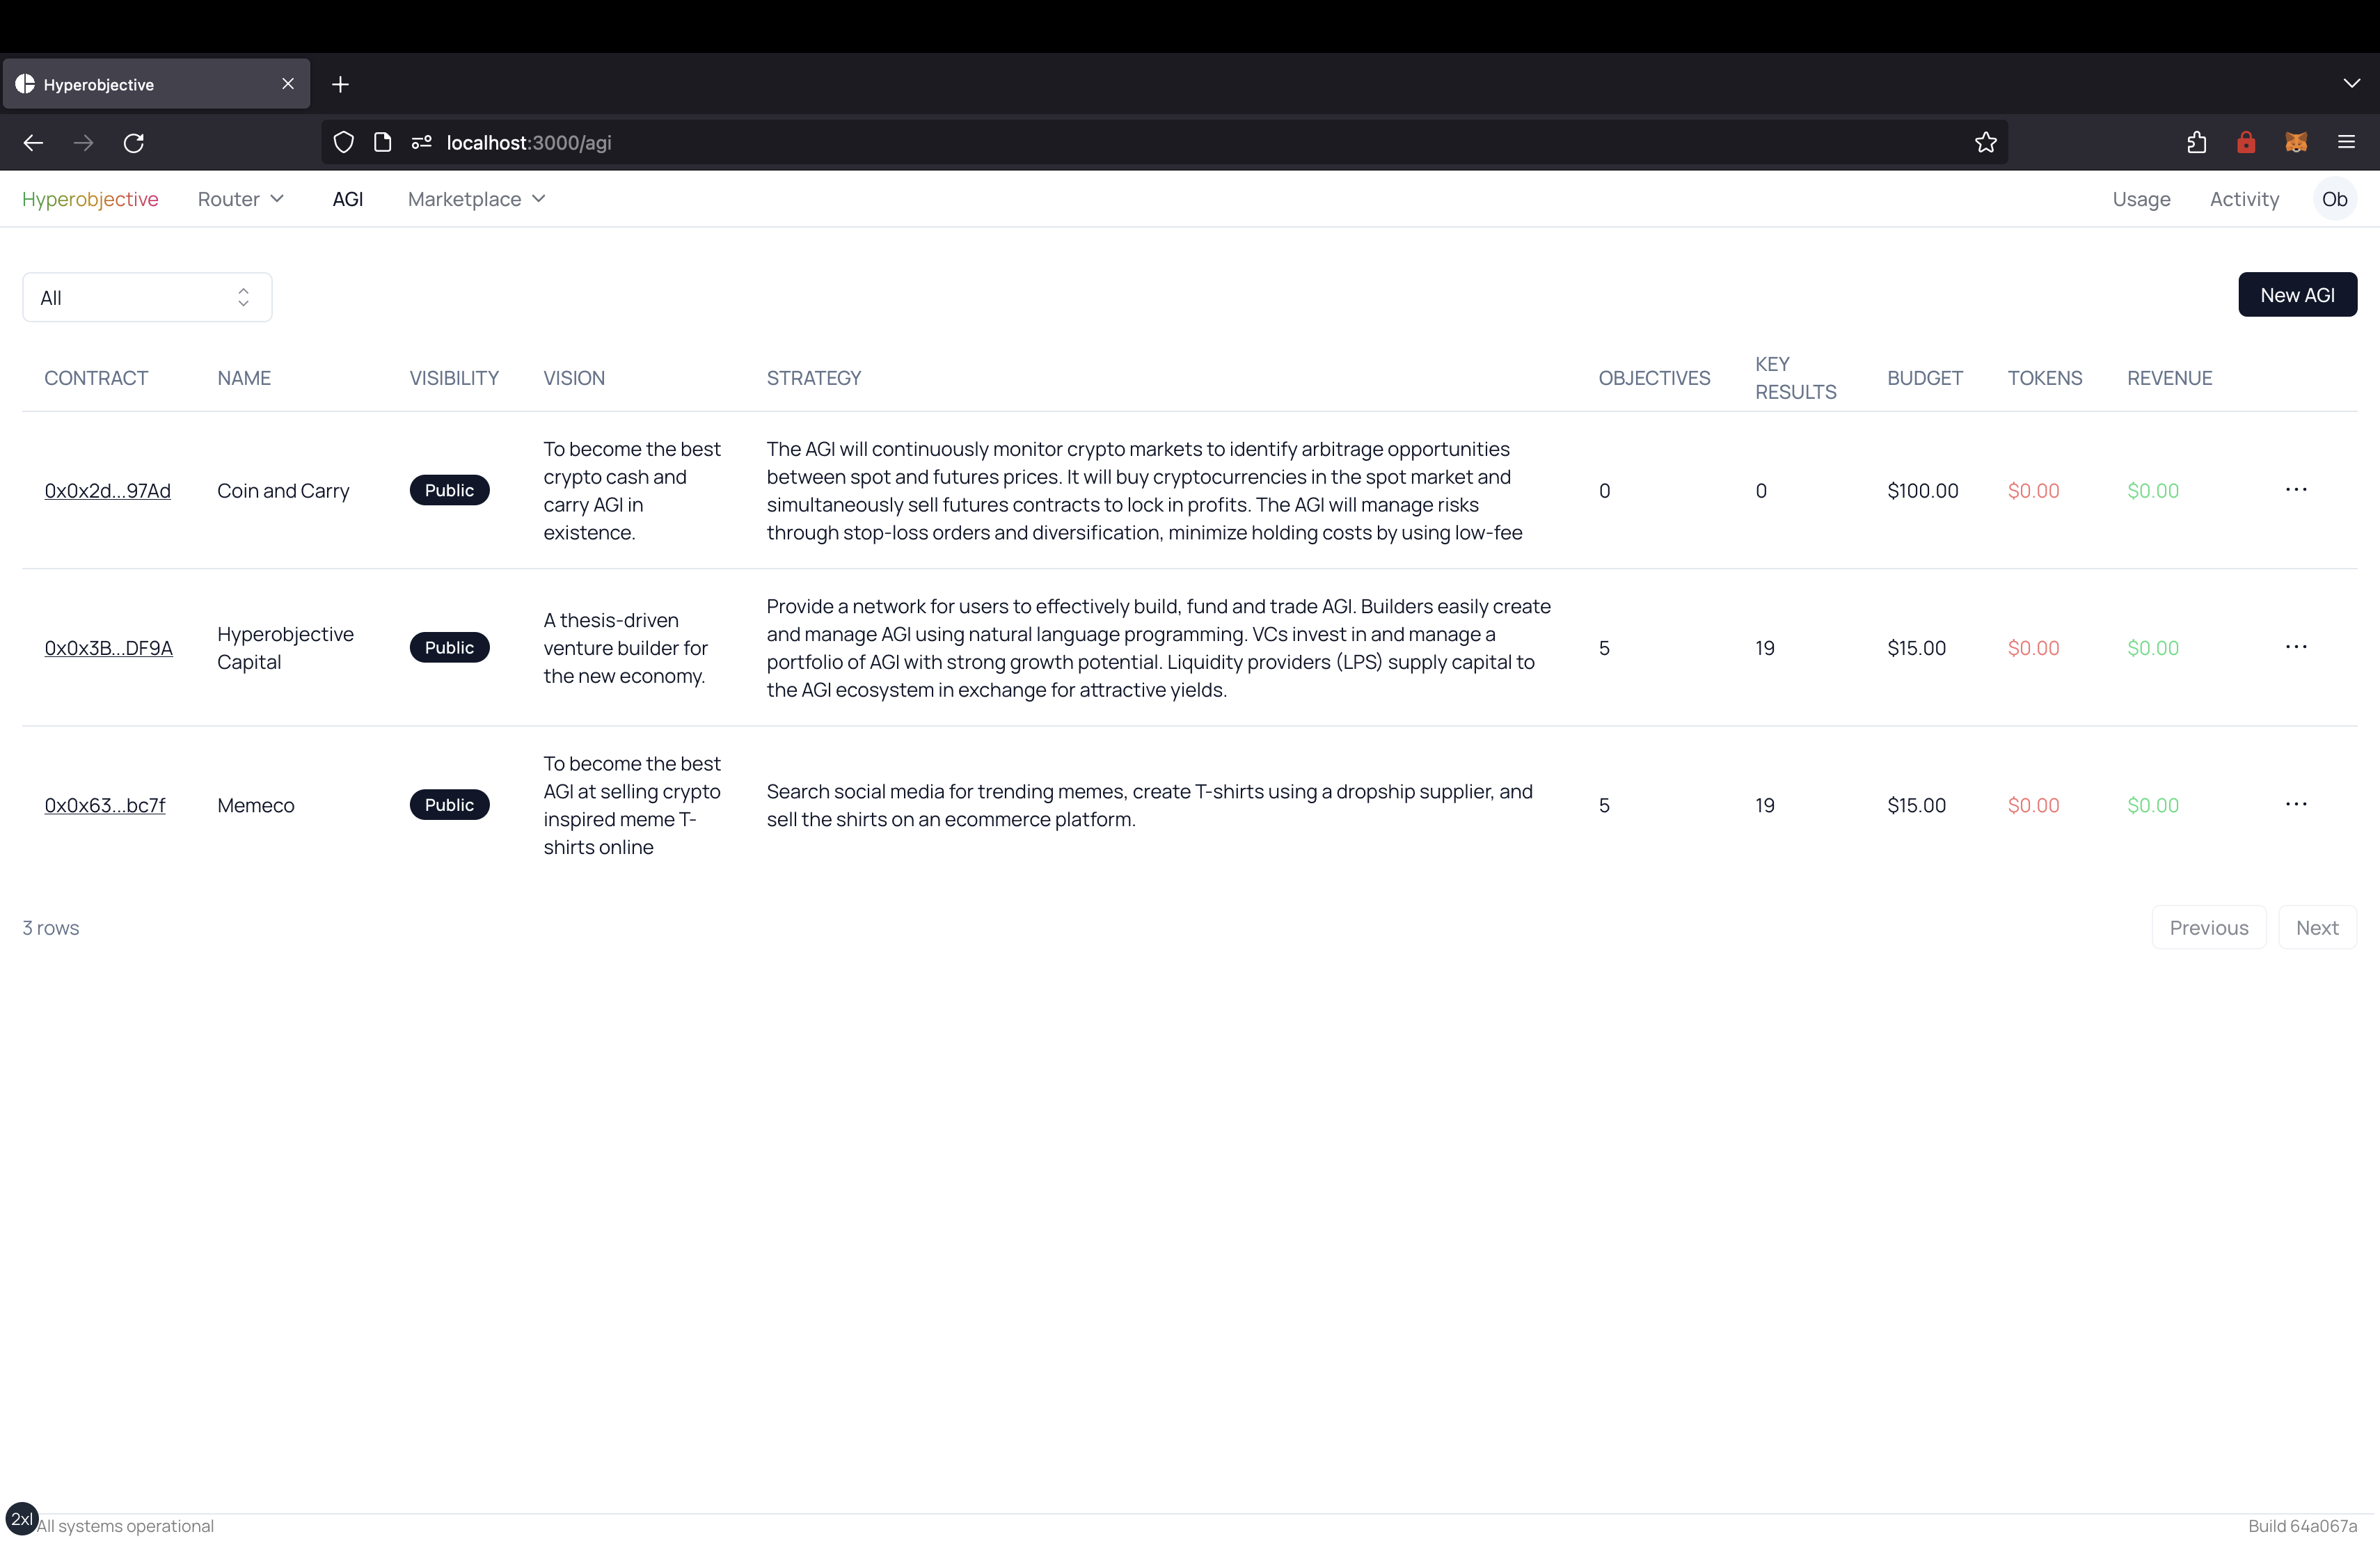 Hyperobjective
localhost:3000/agi
Hyperobjective Router AGI Marketplace Usage Activity Ob
All New AGI
CONTRACT NAME VISIBILITY VISION STRATEGY OBJECTIVES KEY RESULTS BUDGET TOKENS REVENUE
0x0x2d...97Ad Coin and Carry Public
To become the best
crypto cash and
carry AGI in
existence.
The AGI will continuously monitor crypto markets to identify arbitrage opportunities
between spot and futures prices. It will buy cryptocurrencies in the spot market and
simultaneously sell futures contracts to lock in profits. The AGI will manage risks
through stop-loss orders and diversification, minimize holding costs by using low-fee
0 0 $100.00 $0.00 $0.00 ...
0x0x3B...DF9A
Hyperobjective
Capital
Public
A thesis-driven
venture builder for
the new economy.
Provide a network for users to effectively build, fund and trade AGI. Builders easily create
and manage AGI using natural language programming. VCs invest in and manage a
portfolio of AGI with strong growth potential. Liquidity providers (LPS) supply capital to
the AGI ecosystem in exchange for attractive yields.
5 19 $15.00 $0.00 $0.00 ...
0x0x63...bc7f Memeco Public
To become the best
AGI at selling crypto
inspired meme T-
shirts online
Search social media for trending memes, create T-shirts using a dropship supplier, and
sell the shirts on an ecommerce platform.
5 19 $15.00 $0.00 $0.00 ...
3 rows Previous Next
2xl All systems operational Build 64a067a